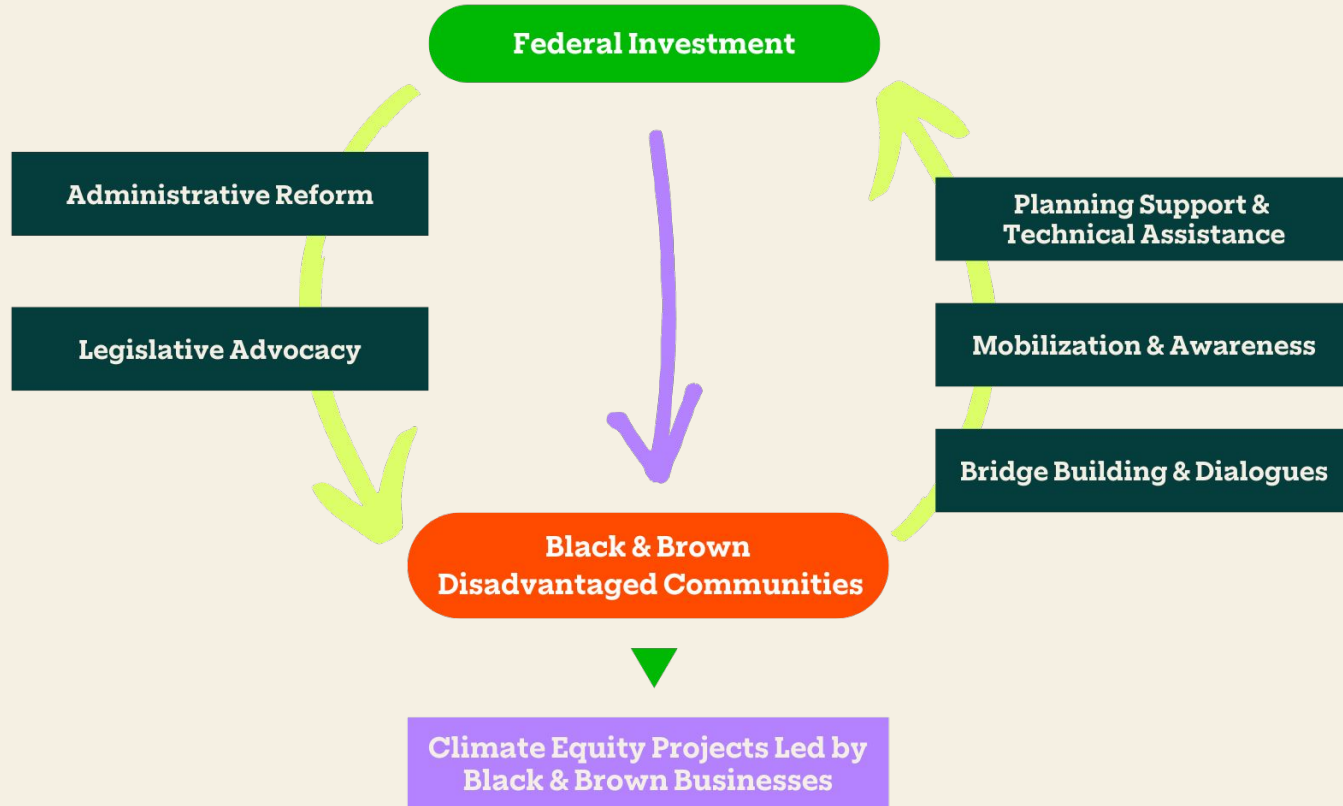 Federal Investment
Administrative Reform
Legislative Advocacy
Planning Support &
Technical Assistance
Mobilization & Awareness
Bridge Building & Dialogues
Black & Brown
Disadvantaged Communities
Climate Equity Projects Led by
Black & Brown Businesses